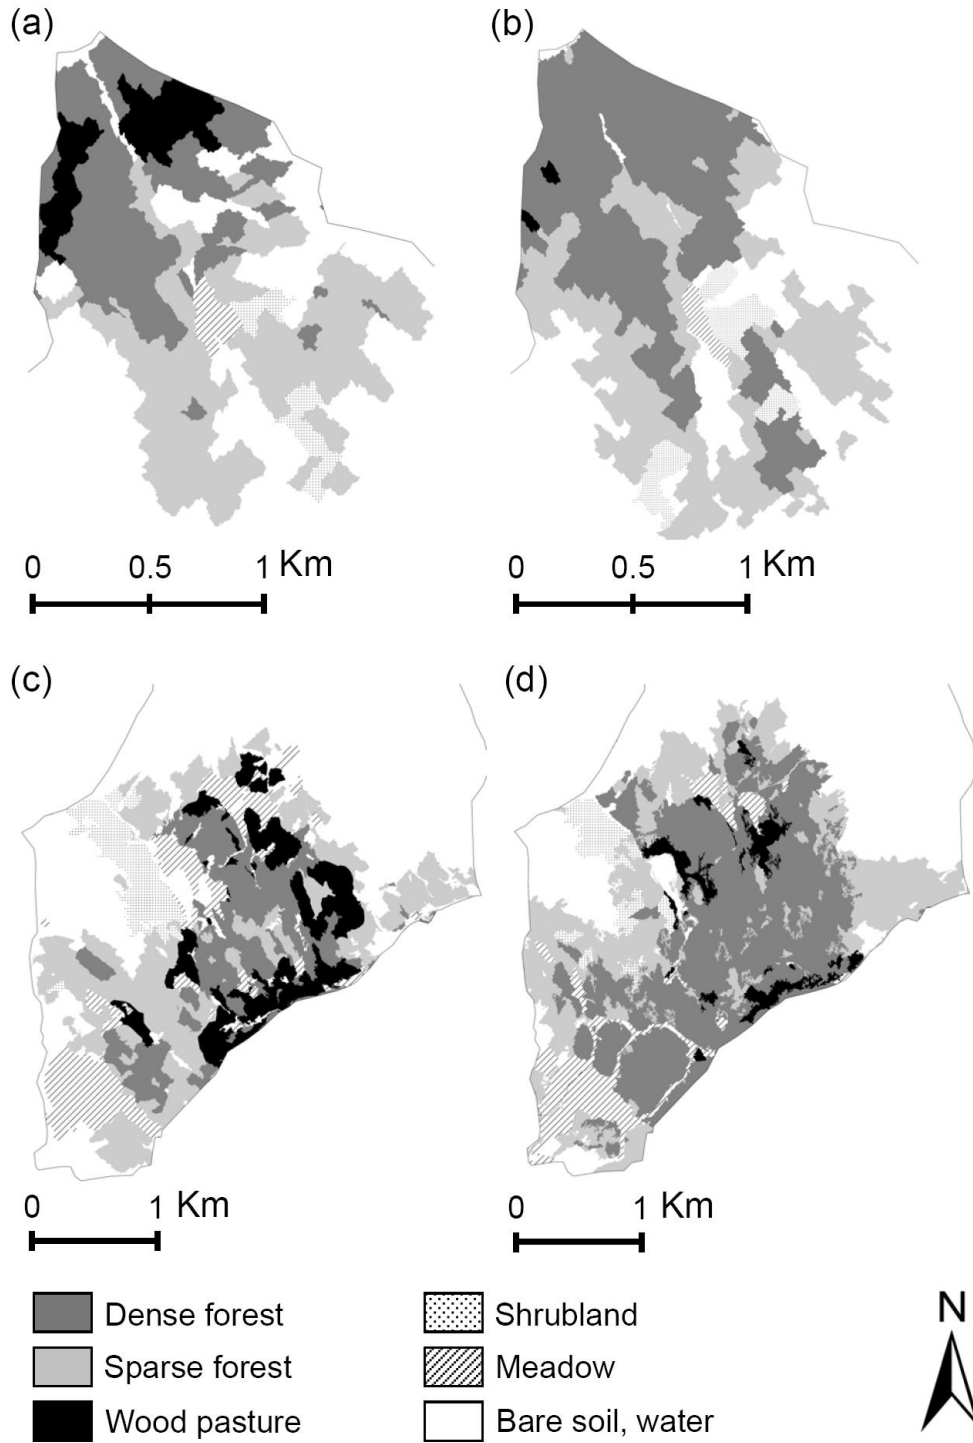 (a)
(b)
0 0.5 1 Km
0 0.5 1 Km
(c)
(d)
0 1 Km
0 1 Km
Dense forest
Sparse forest
Wood pasture
Shrubland
Meadow
Bare soil, water
N